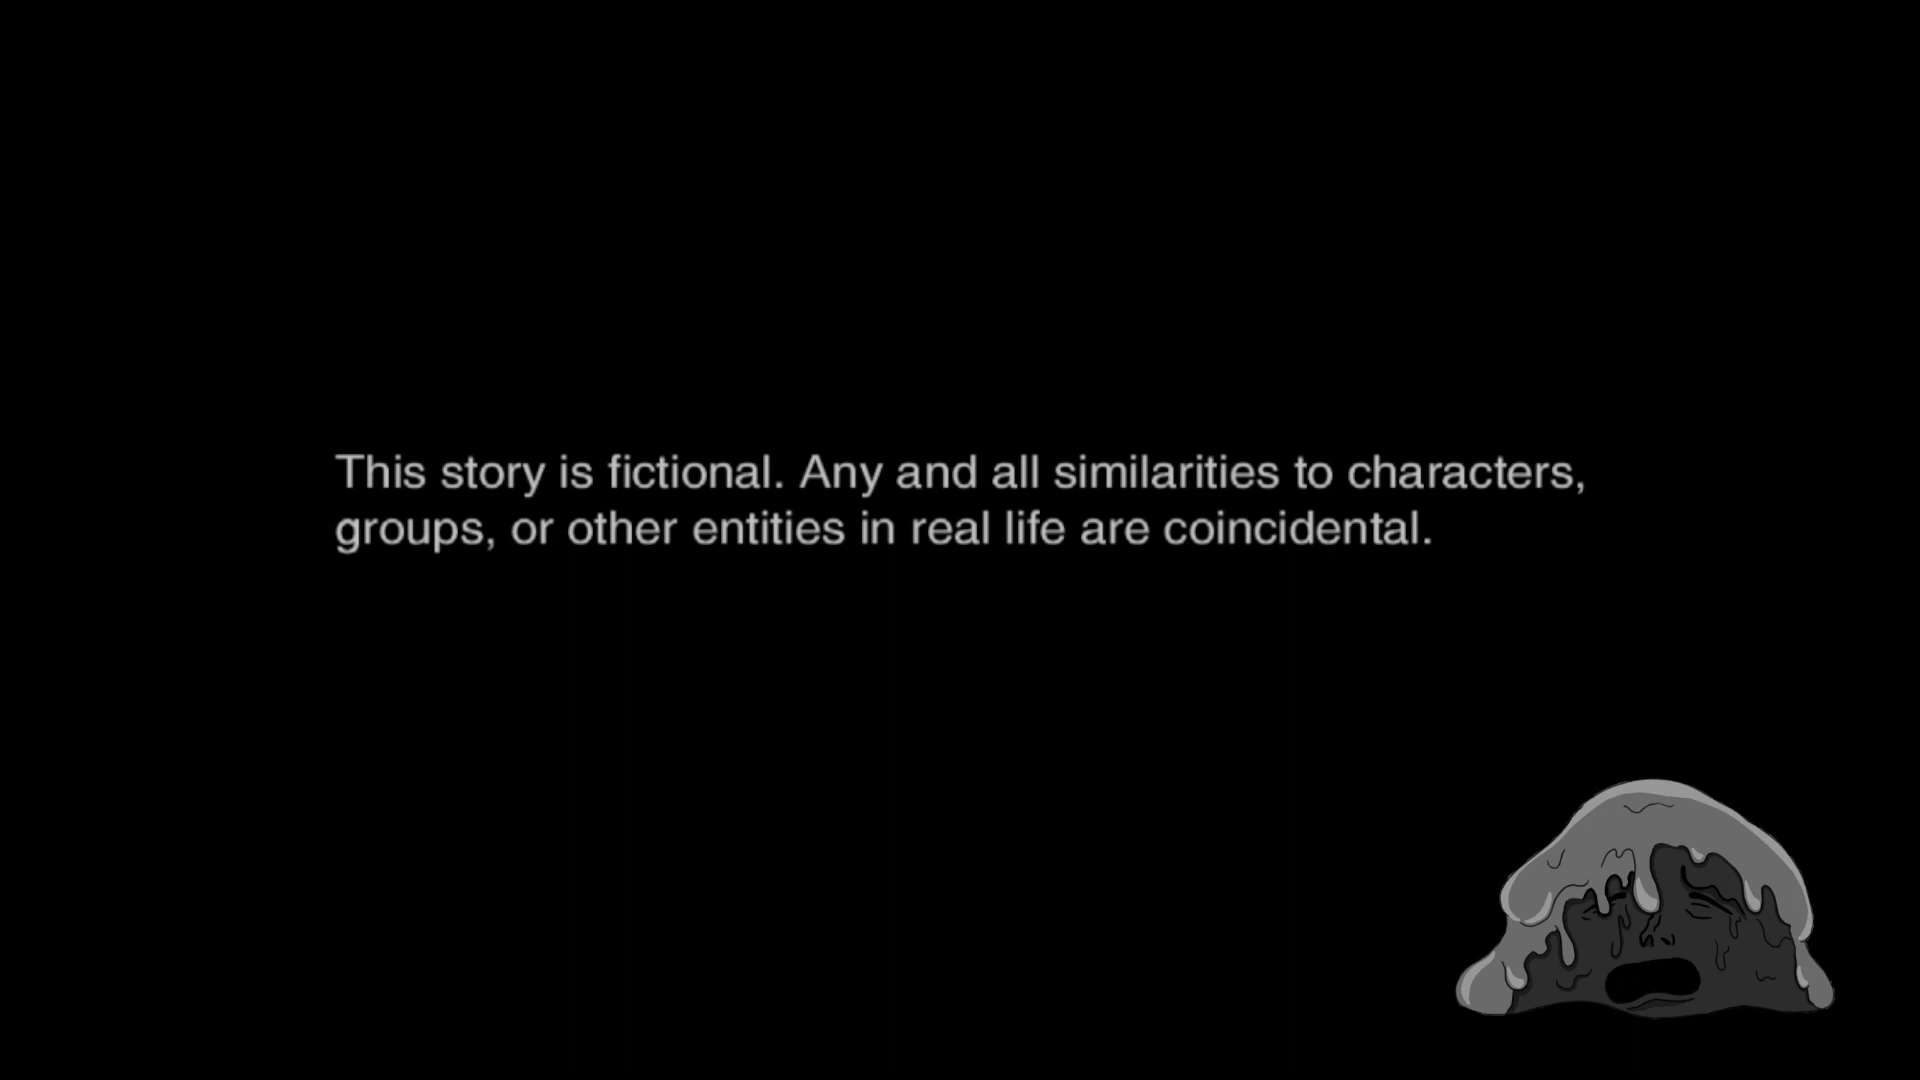 This story is fictional. Any and all similarities to characters,
groups, or other entities in real life are coincidental.